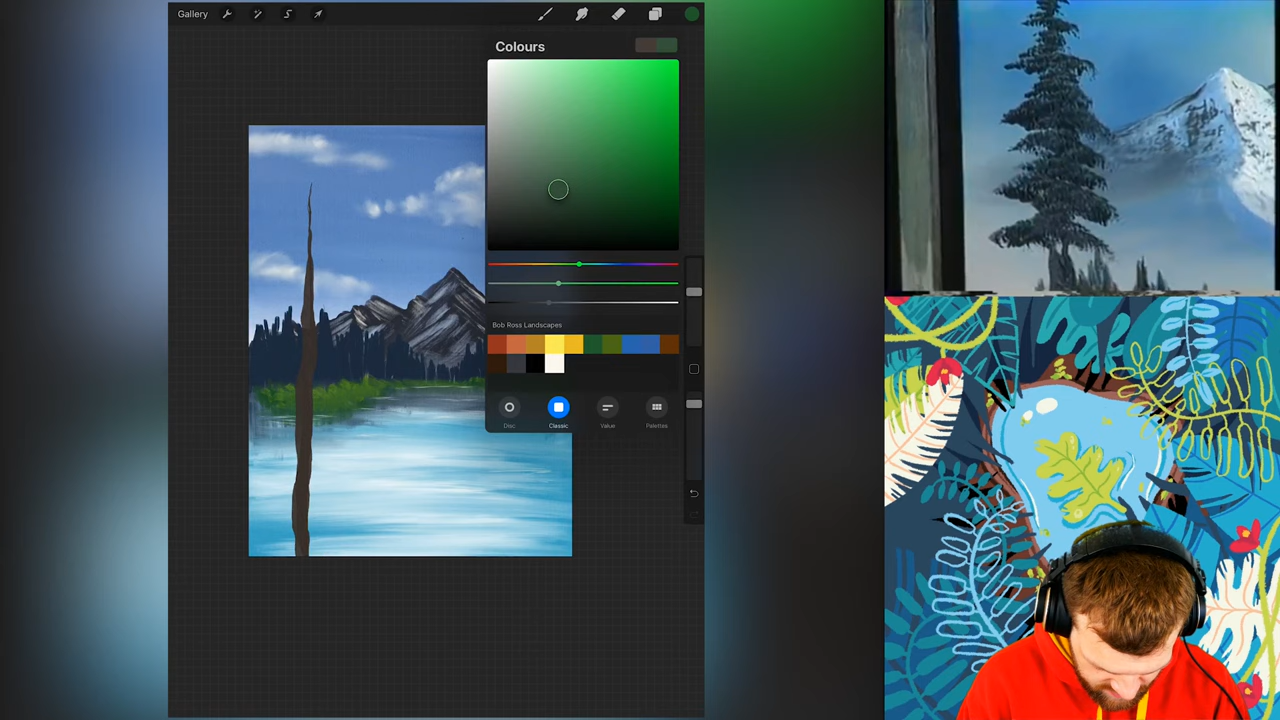 Gallery
Colours
Bob Ross Landscapes
Disc
Classic
Value
Palettes